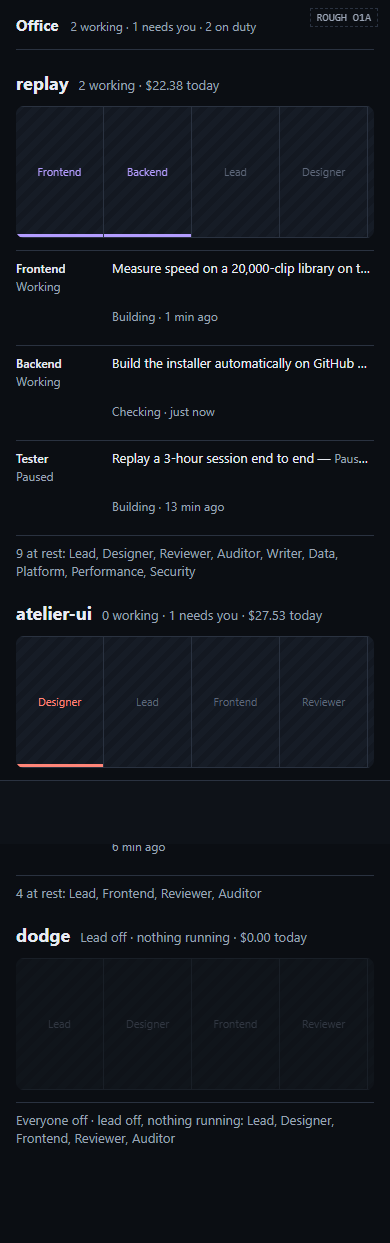 Office 2 working · 1 needs you · 2 on duty
ROUGH O1A
replay 2 working · $22.38 today
Frontend Backend Lead Designer
Frontend Measure speed on a 20,000-clip library on t...
Working
Building · 1 min ago
Backend Build the installer automatically on GitHub ...
Working
Checking · just now
Tester Replay a 3-hour session end to end — Paus...
Paused
Building · 13 min ago
9 at rest: Lead, Designer, Reviewer, Auditor, Writer, Data,
Platform, Performance, Security
atelier-ui 0 working · 1 needs you · $27.53 today
Designer Lead Frontend Reviewer
6 min ago
4 at rest: Lead, Frontend, Reviewer, Auditor
dodge Lead off · nothing running · $0.00 today
Lead Designer Frontend Reviewer
Everyone off · lead off, nothing running: Lead, Designer,
Frontend, Reviewer, Auditor